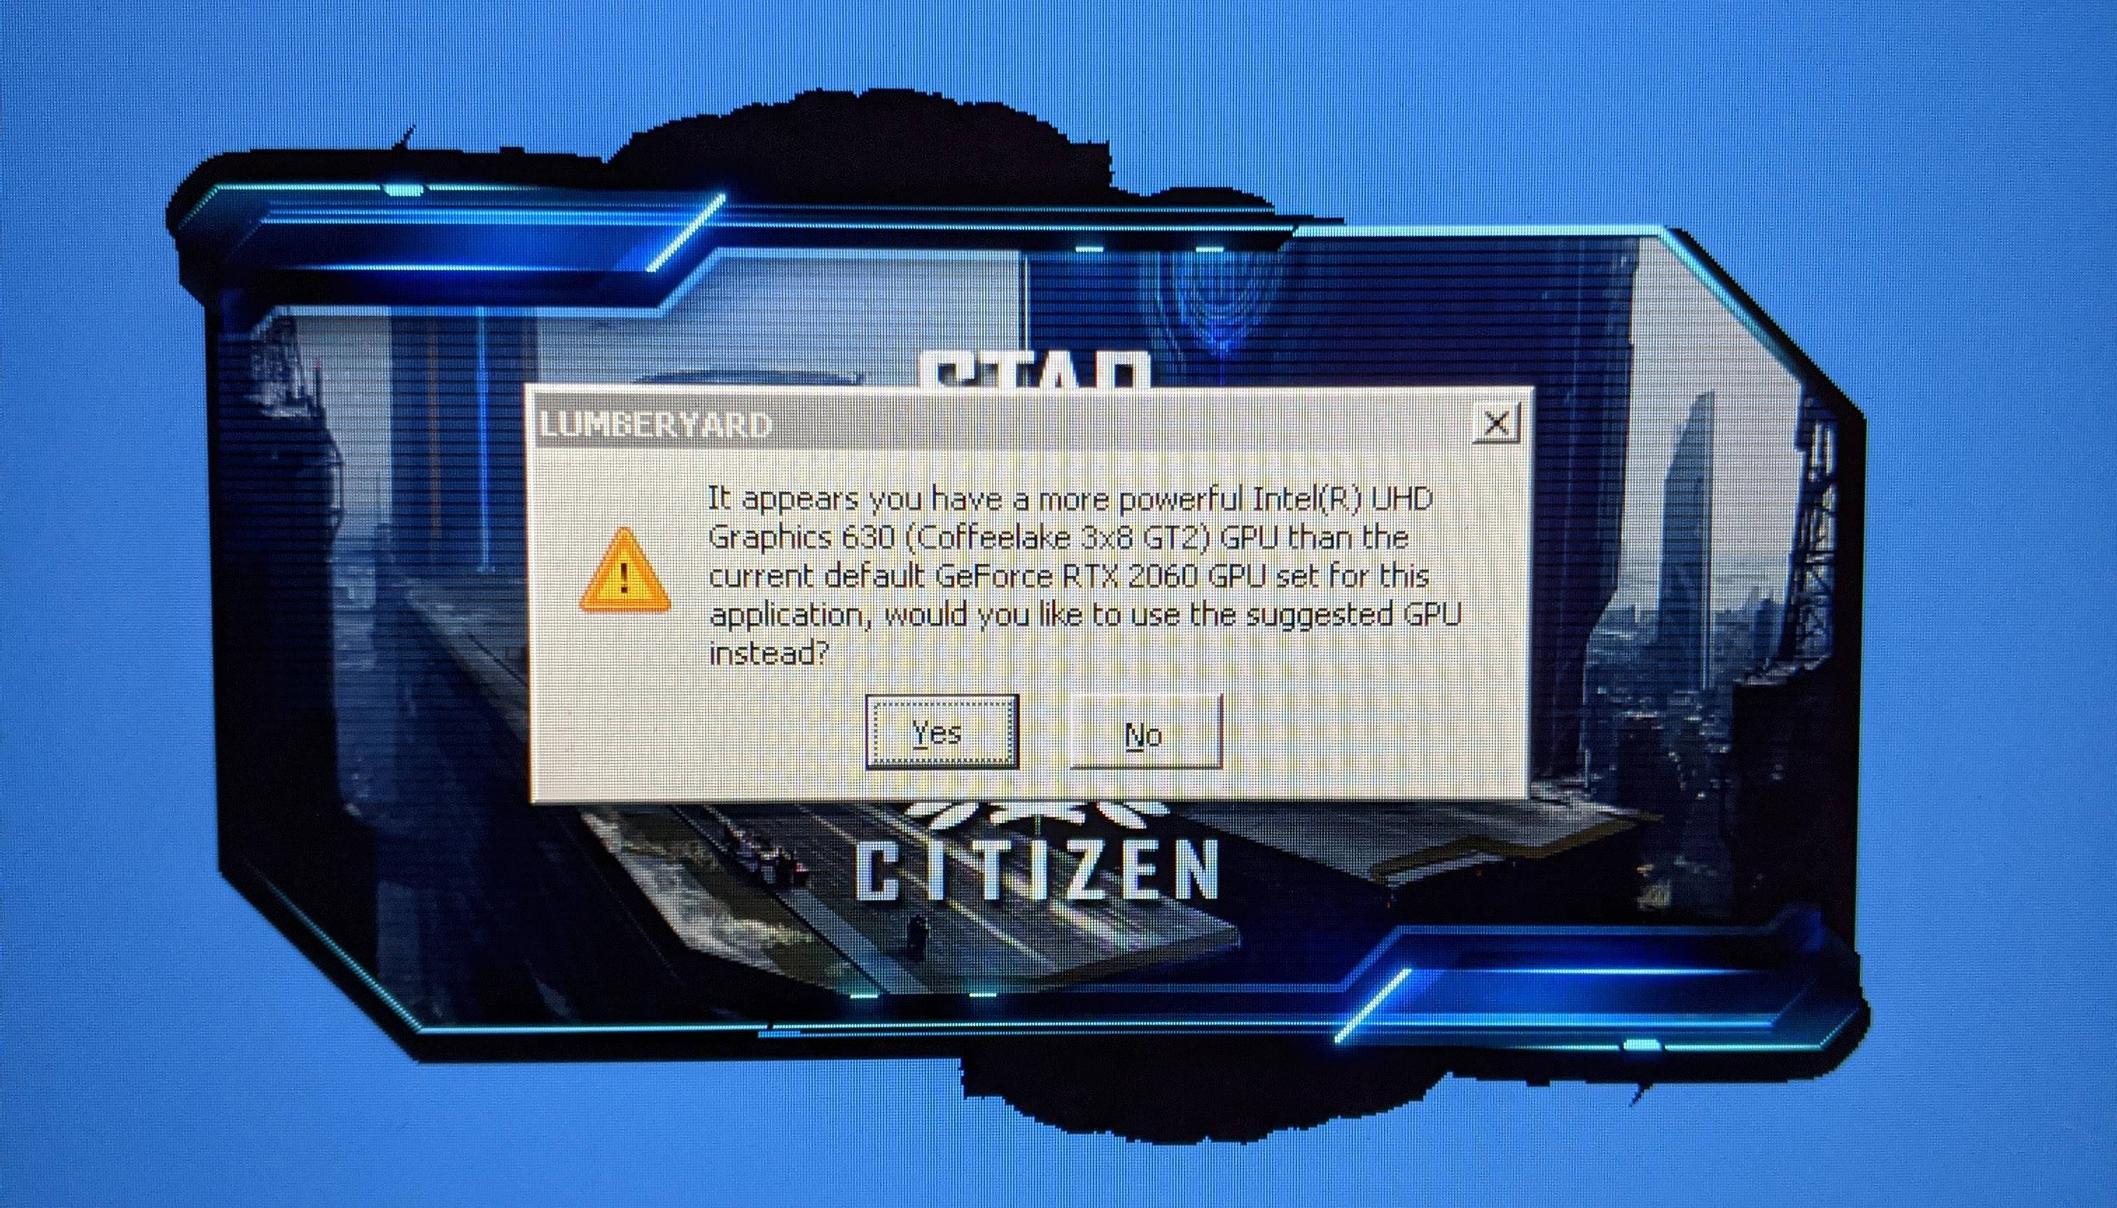 STAR
LUMBERYARD
It appears you have a more powerful Intel(R) UHD
Graphics 630 (Coffeelake 3x8 GT2) GPU than the
current default GeForce RTX 2060 GPU set for this
application, would you like to use the suggested GPU
instead?
Yes
No
CITIZEN